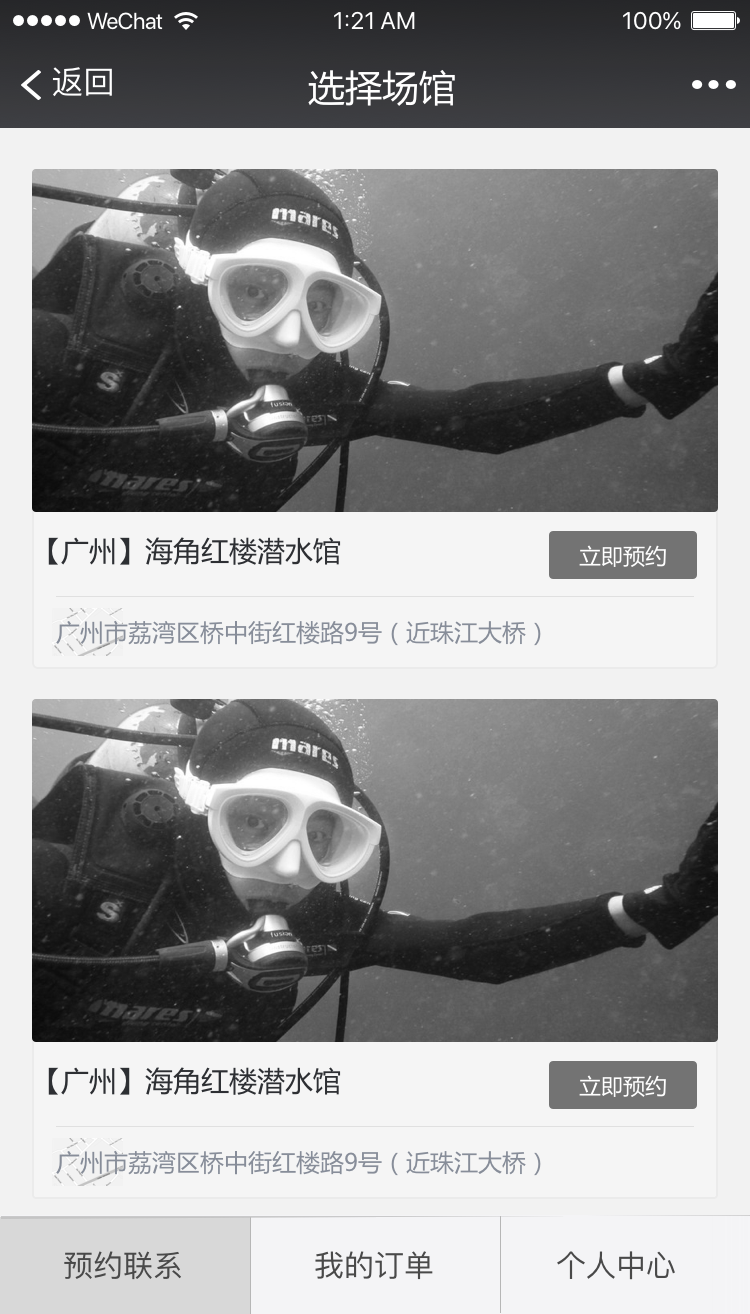 WeChat 1:21 AM 100%
返回 选择场馆
mares
S
fusion
mares
【广州】海角红楼潜水馆 立即预约
广州市荔湾区桥中街红楼路9号（近珠江大桥）
mares
S
fusion
mares
【广州】海角红楼潜水馆 立即预约
广州市荔湾区桥中街红楼路9号（近珠江大桥）
预约联系 我的订单 个人中心